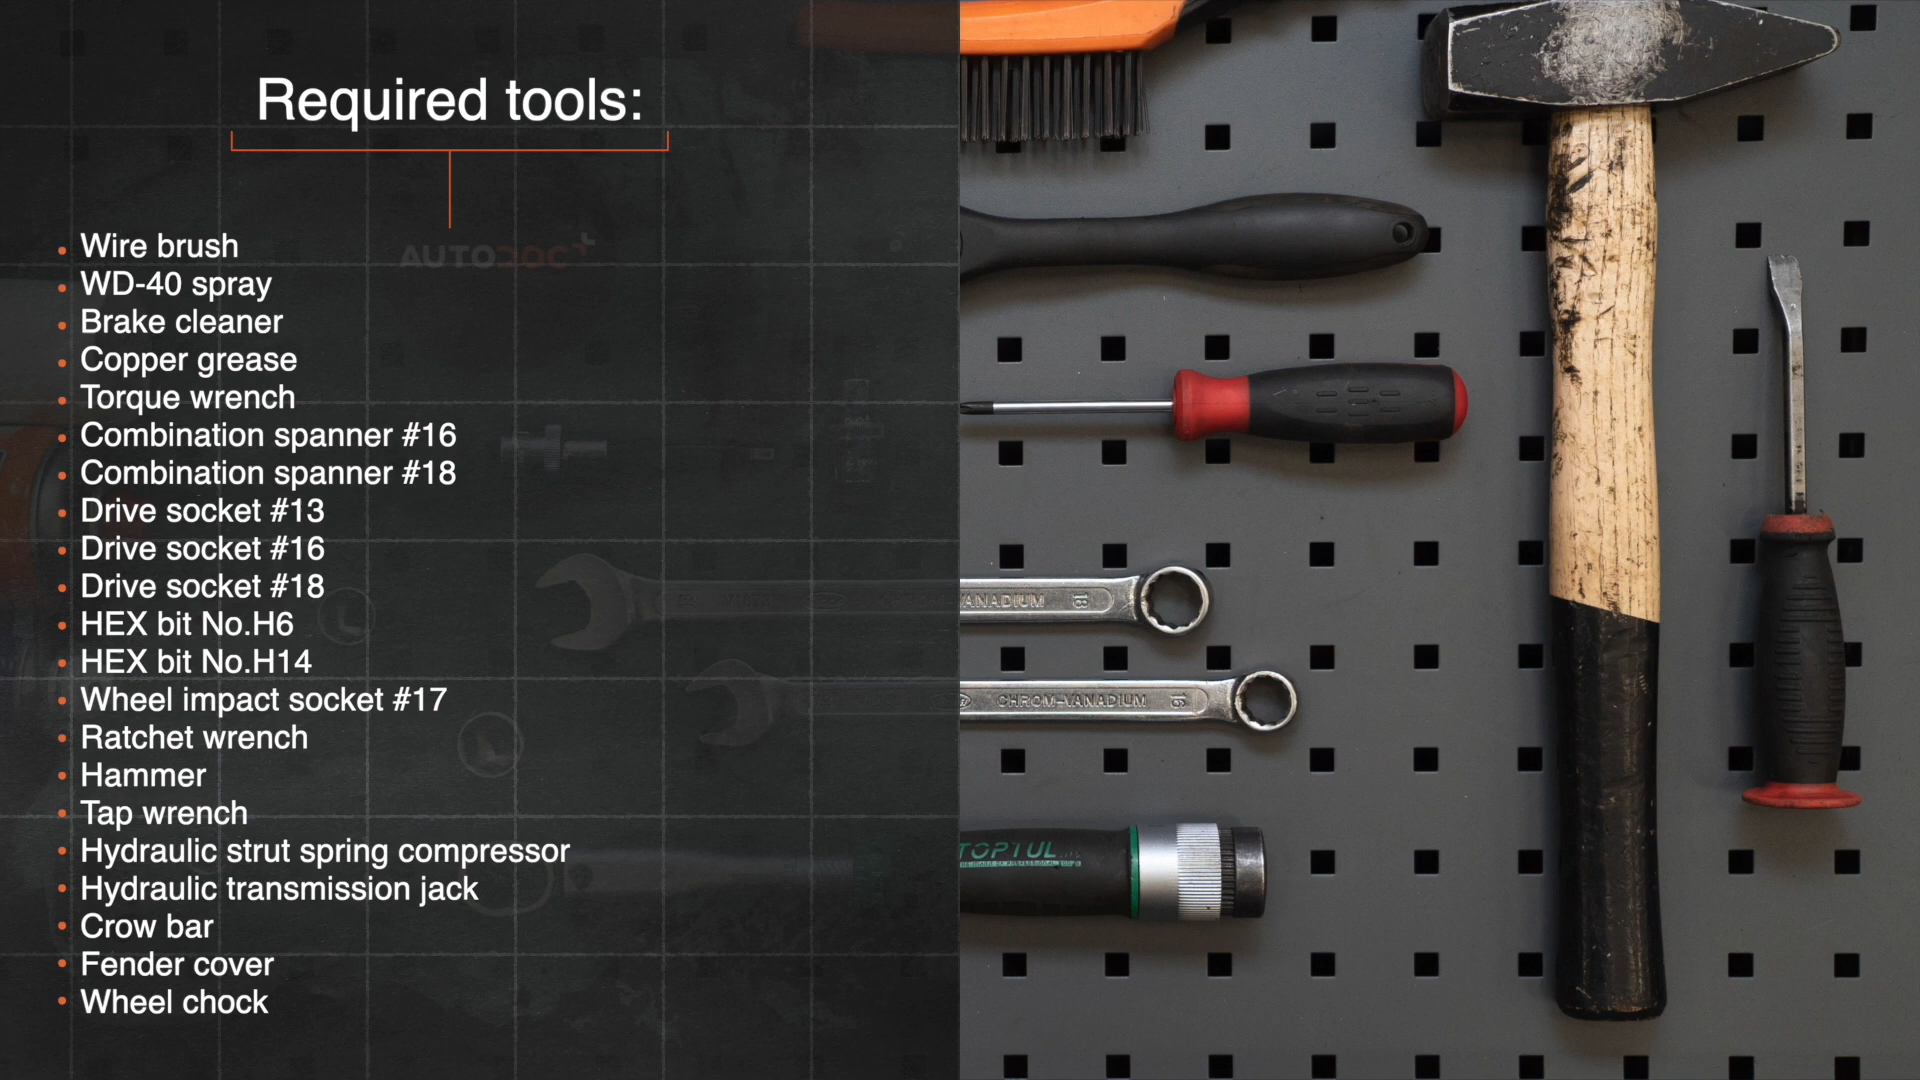 Required tools:
AUTODOC
Wire brush
WD-40 spray
Brake cleaner
Copper grease
Torque wrench
Combination spanner #16
Combination spanner #18
Drive socket #13
Drive socket #16
Drive socket #18
HEX bit No.H6
HEX bit No.H14
Wheel impact socket #17
Ratchet wrench
Hammer
Tap wrench
Hydraulic strut spring compressor
Hydraulic transmission jack
Crow bar
Fender cover
Wheel chock
VANADIUM 18
CHROM-VANADIUM 16
TOPTUL